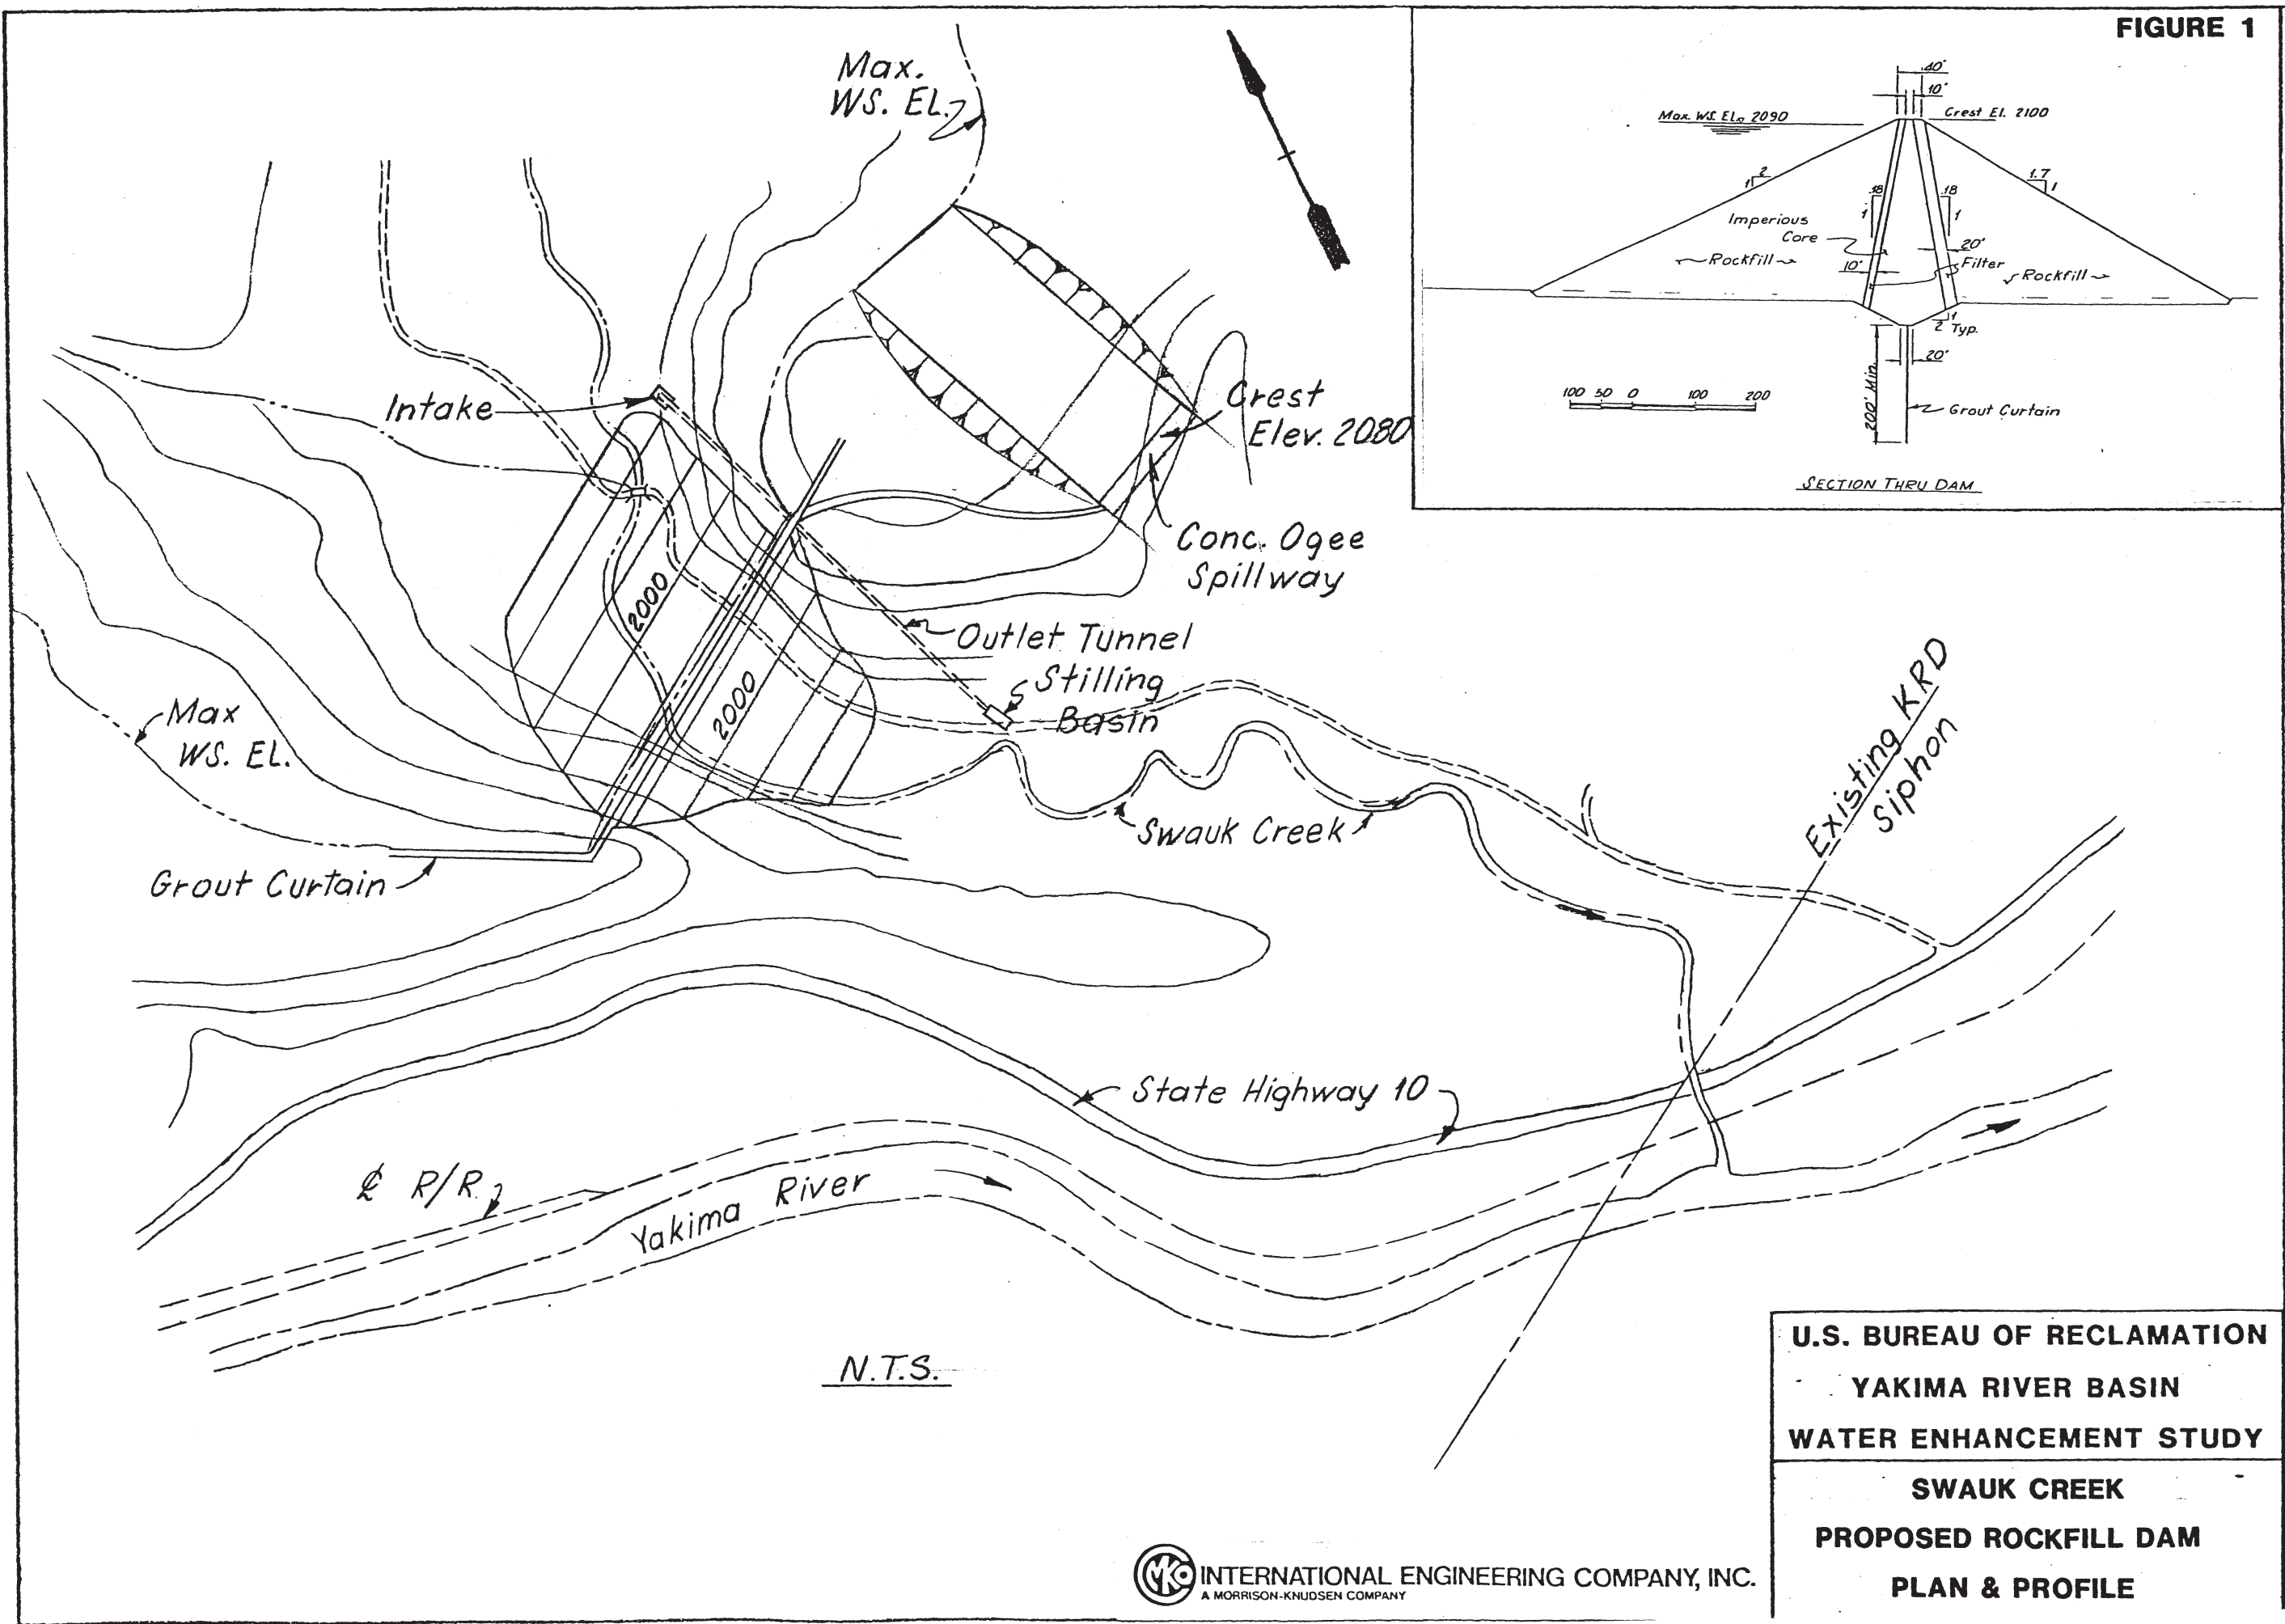 FIGURE 1
40'
10'
Max. WS. EL. 2090
Crest El. 2100
2
1
1.7
1
.18
1
.18
1
Imperious
Core
20'
Rockfill
10'
Filter
Rockfill
2
1
Typ.
20'
200' Min.
100 50 0 100 200
Grout Curtain
SECTION THRU DAM
Max.
WS. EL.
Intake
Crest
Elev. 2080
Conc. Ogee
Spillway
2000
2000
Outlet Tunnel
Stilling
Basin
Max
WS. EL.
Grout Curtain
Swauk Creek
Existing KRD
Siphon
State Highway 10
℄ R/R
Yakima River
N.T.S.
U.S. BUREAU OF RECLAMATION
YAKIMA RIVER BASIN
WATER ENHANCEMENT STUDY
SWAUK CREEK
PROPOSED ROCKFILL DAM
PLAN & PROFILE
MKCo
INTERNATIONAL ENGINEERING COMPANY, INC.
A MORRISON-KNUDSEN COMPANY